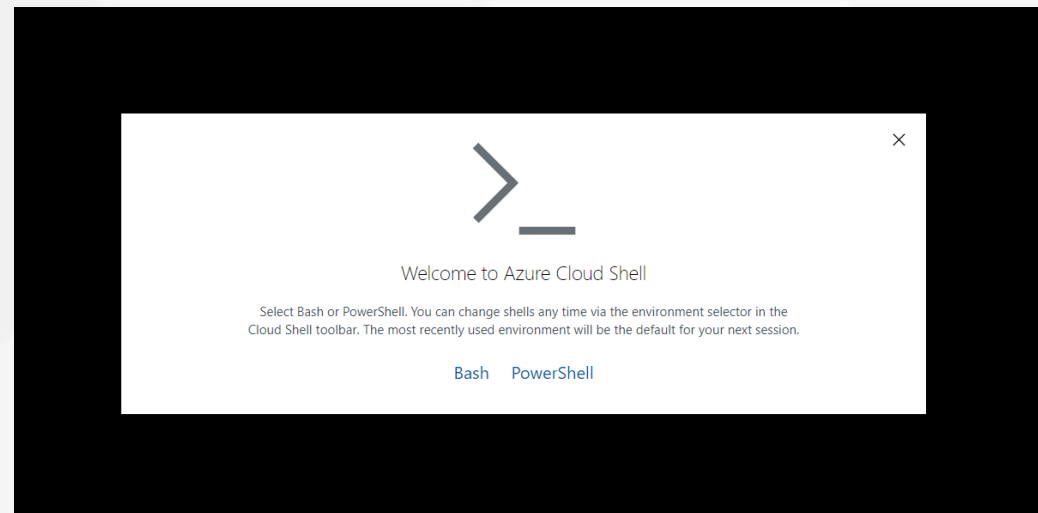 Welcome to Azure Cloud Shell
Select Bash or PowerShell. You can change shells any time via the environment selector in the
Cloud Shell toolbar. The most recently used environment will be the default for your next session.
Bash PowerShell